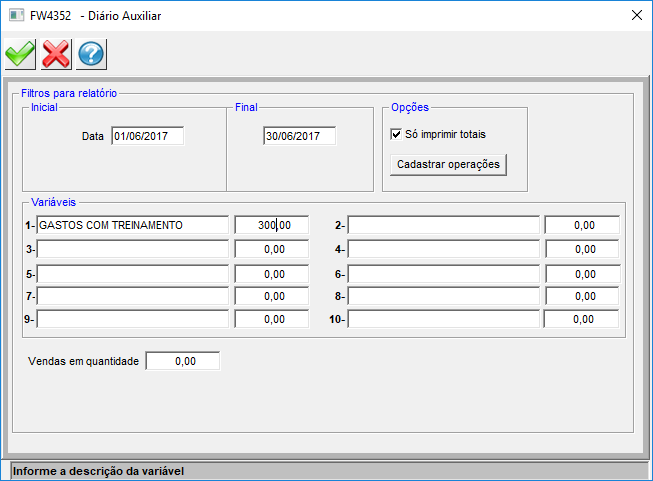 FW4352 - Diário Auxiliar
Filtros para relatório
Inicial
Final
Opções
Data 01/06/2017
30/06/2017
Só imprimir totais
Cadastrar operações
Variáveis
1- GASTOS COM TREINAMENTO 300,00 2- 0,00
3- 0,00 4- 0,00
5- 0,00 6- 0,00
7- 0,00 8- 0,00
9- 0,00 10- 0,00
Vendas em quantidade 0,00
Informe a descrição da variável